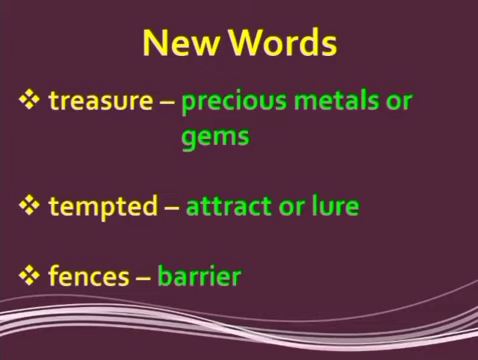 New Words
❖ treasure – precious metals or
gems
❖ tempted – attract or lure
❖ fences – barrier